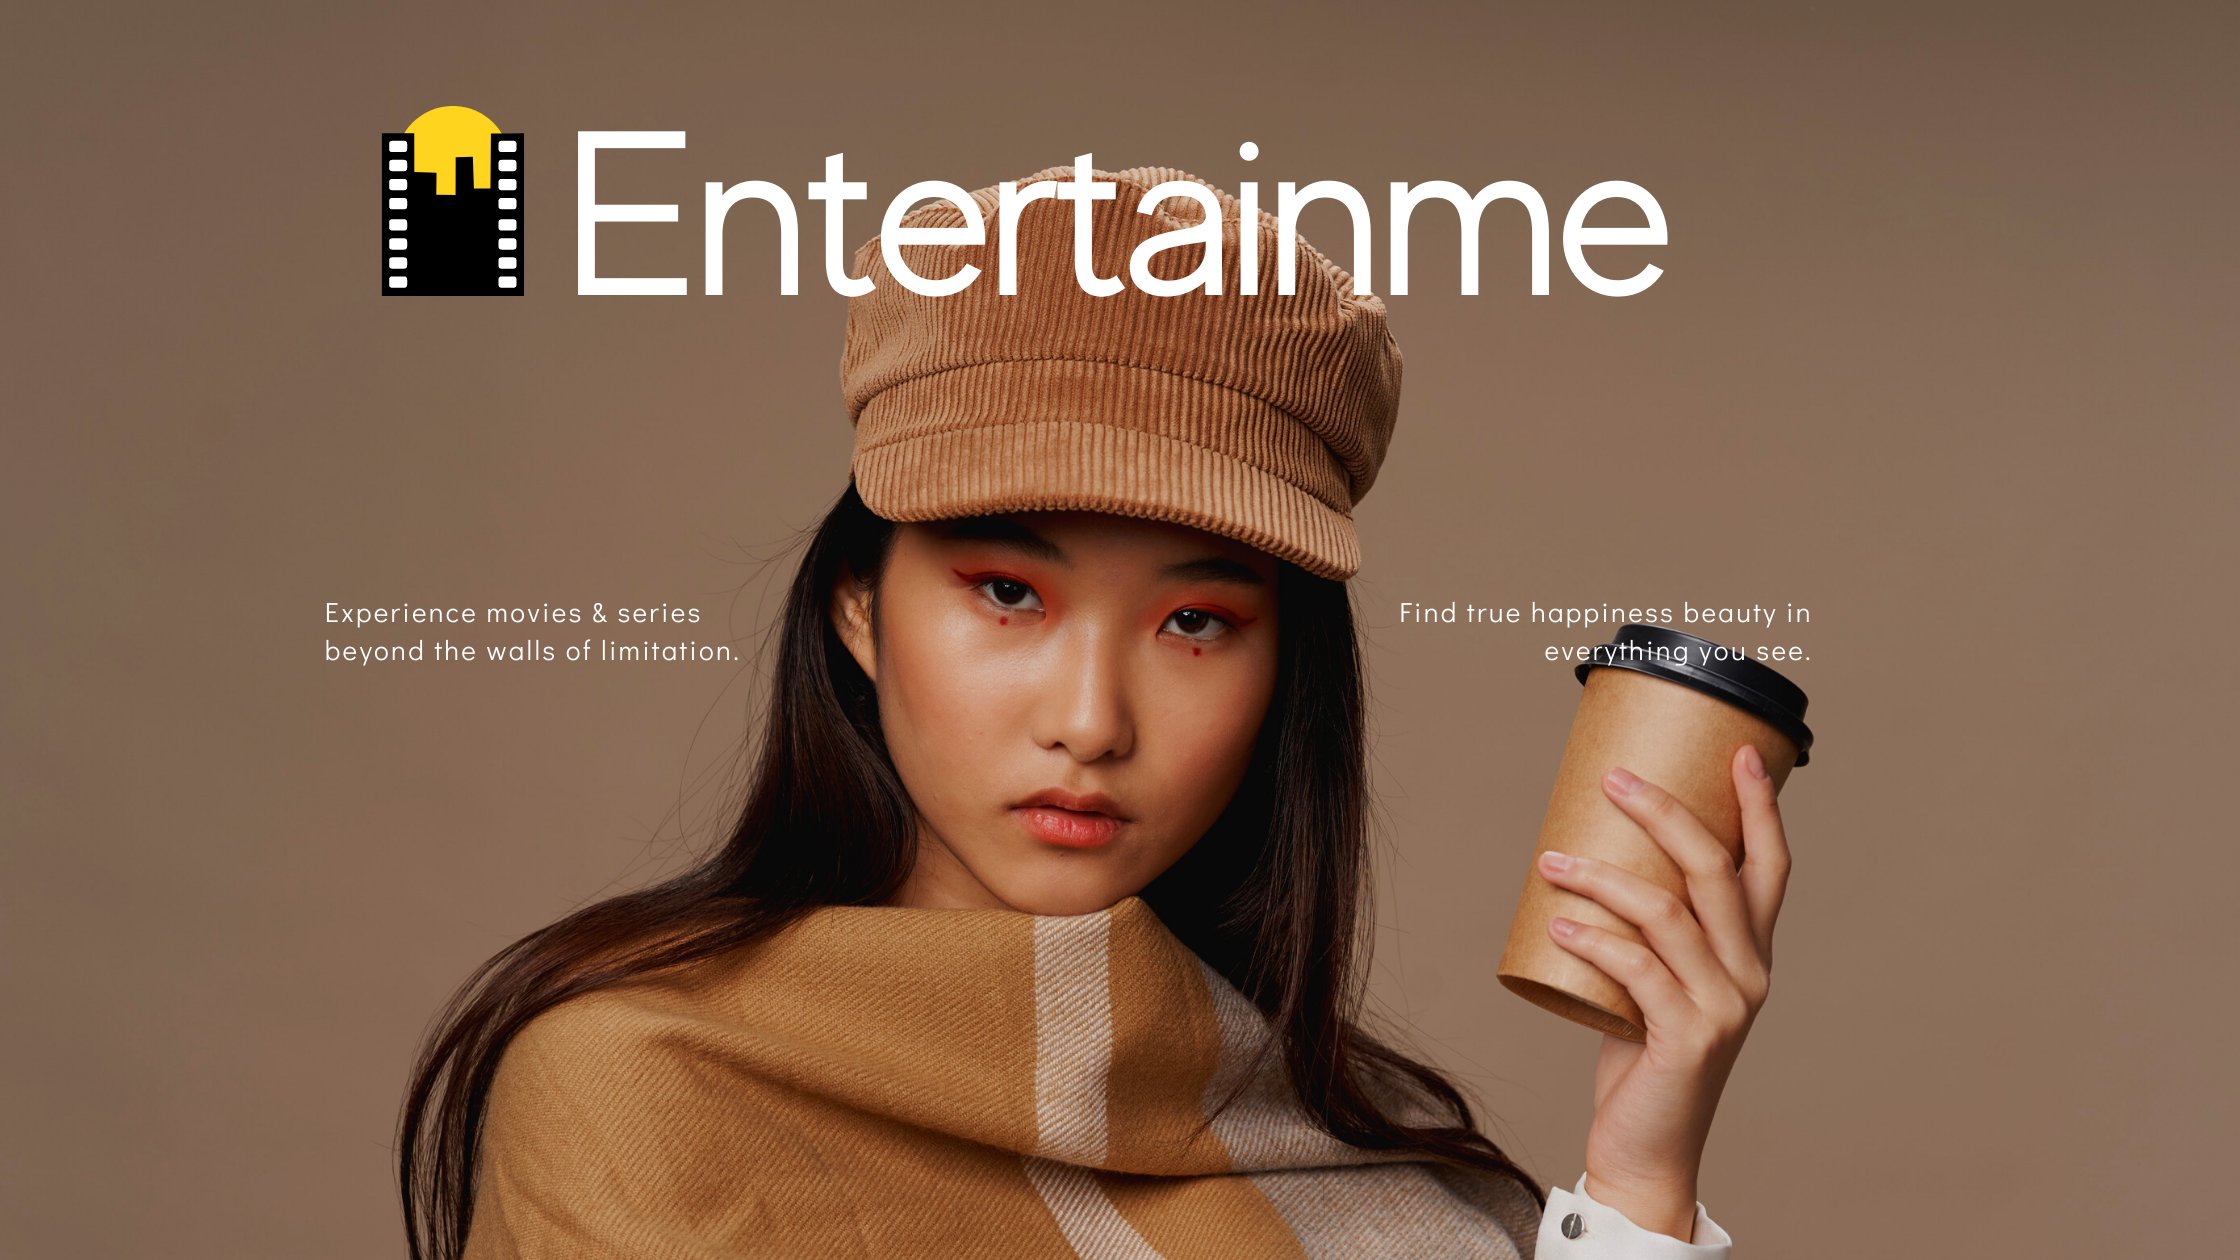 Entertainme
Experience movies & series
beyond the walls of limitation.
Find true happiness beauty in
everything you see.